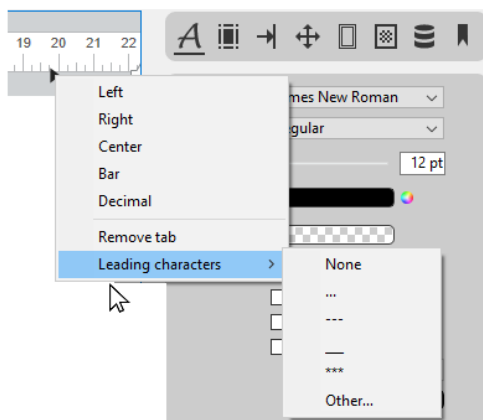 19 20 21 22
A
Left
Right
Center
Bar
Decimal
Remove tab
Leading characters
mes New Roman
gular
12 pt
None
...
---
__
***
Other...